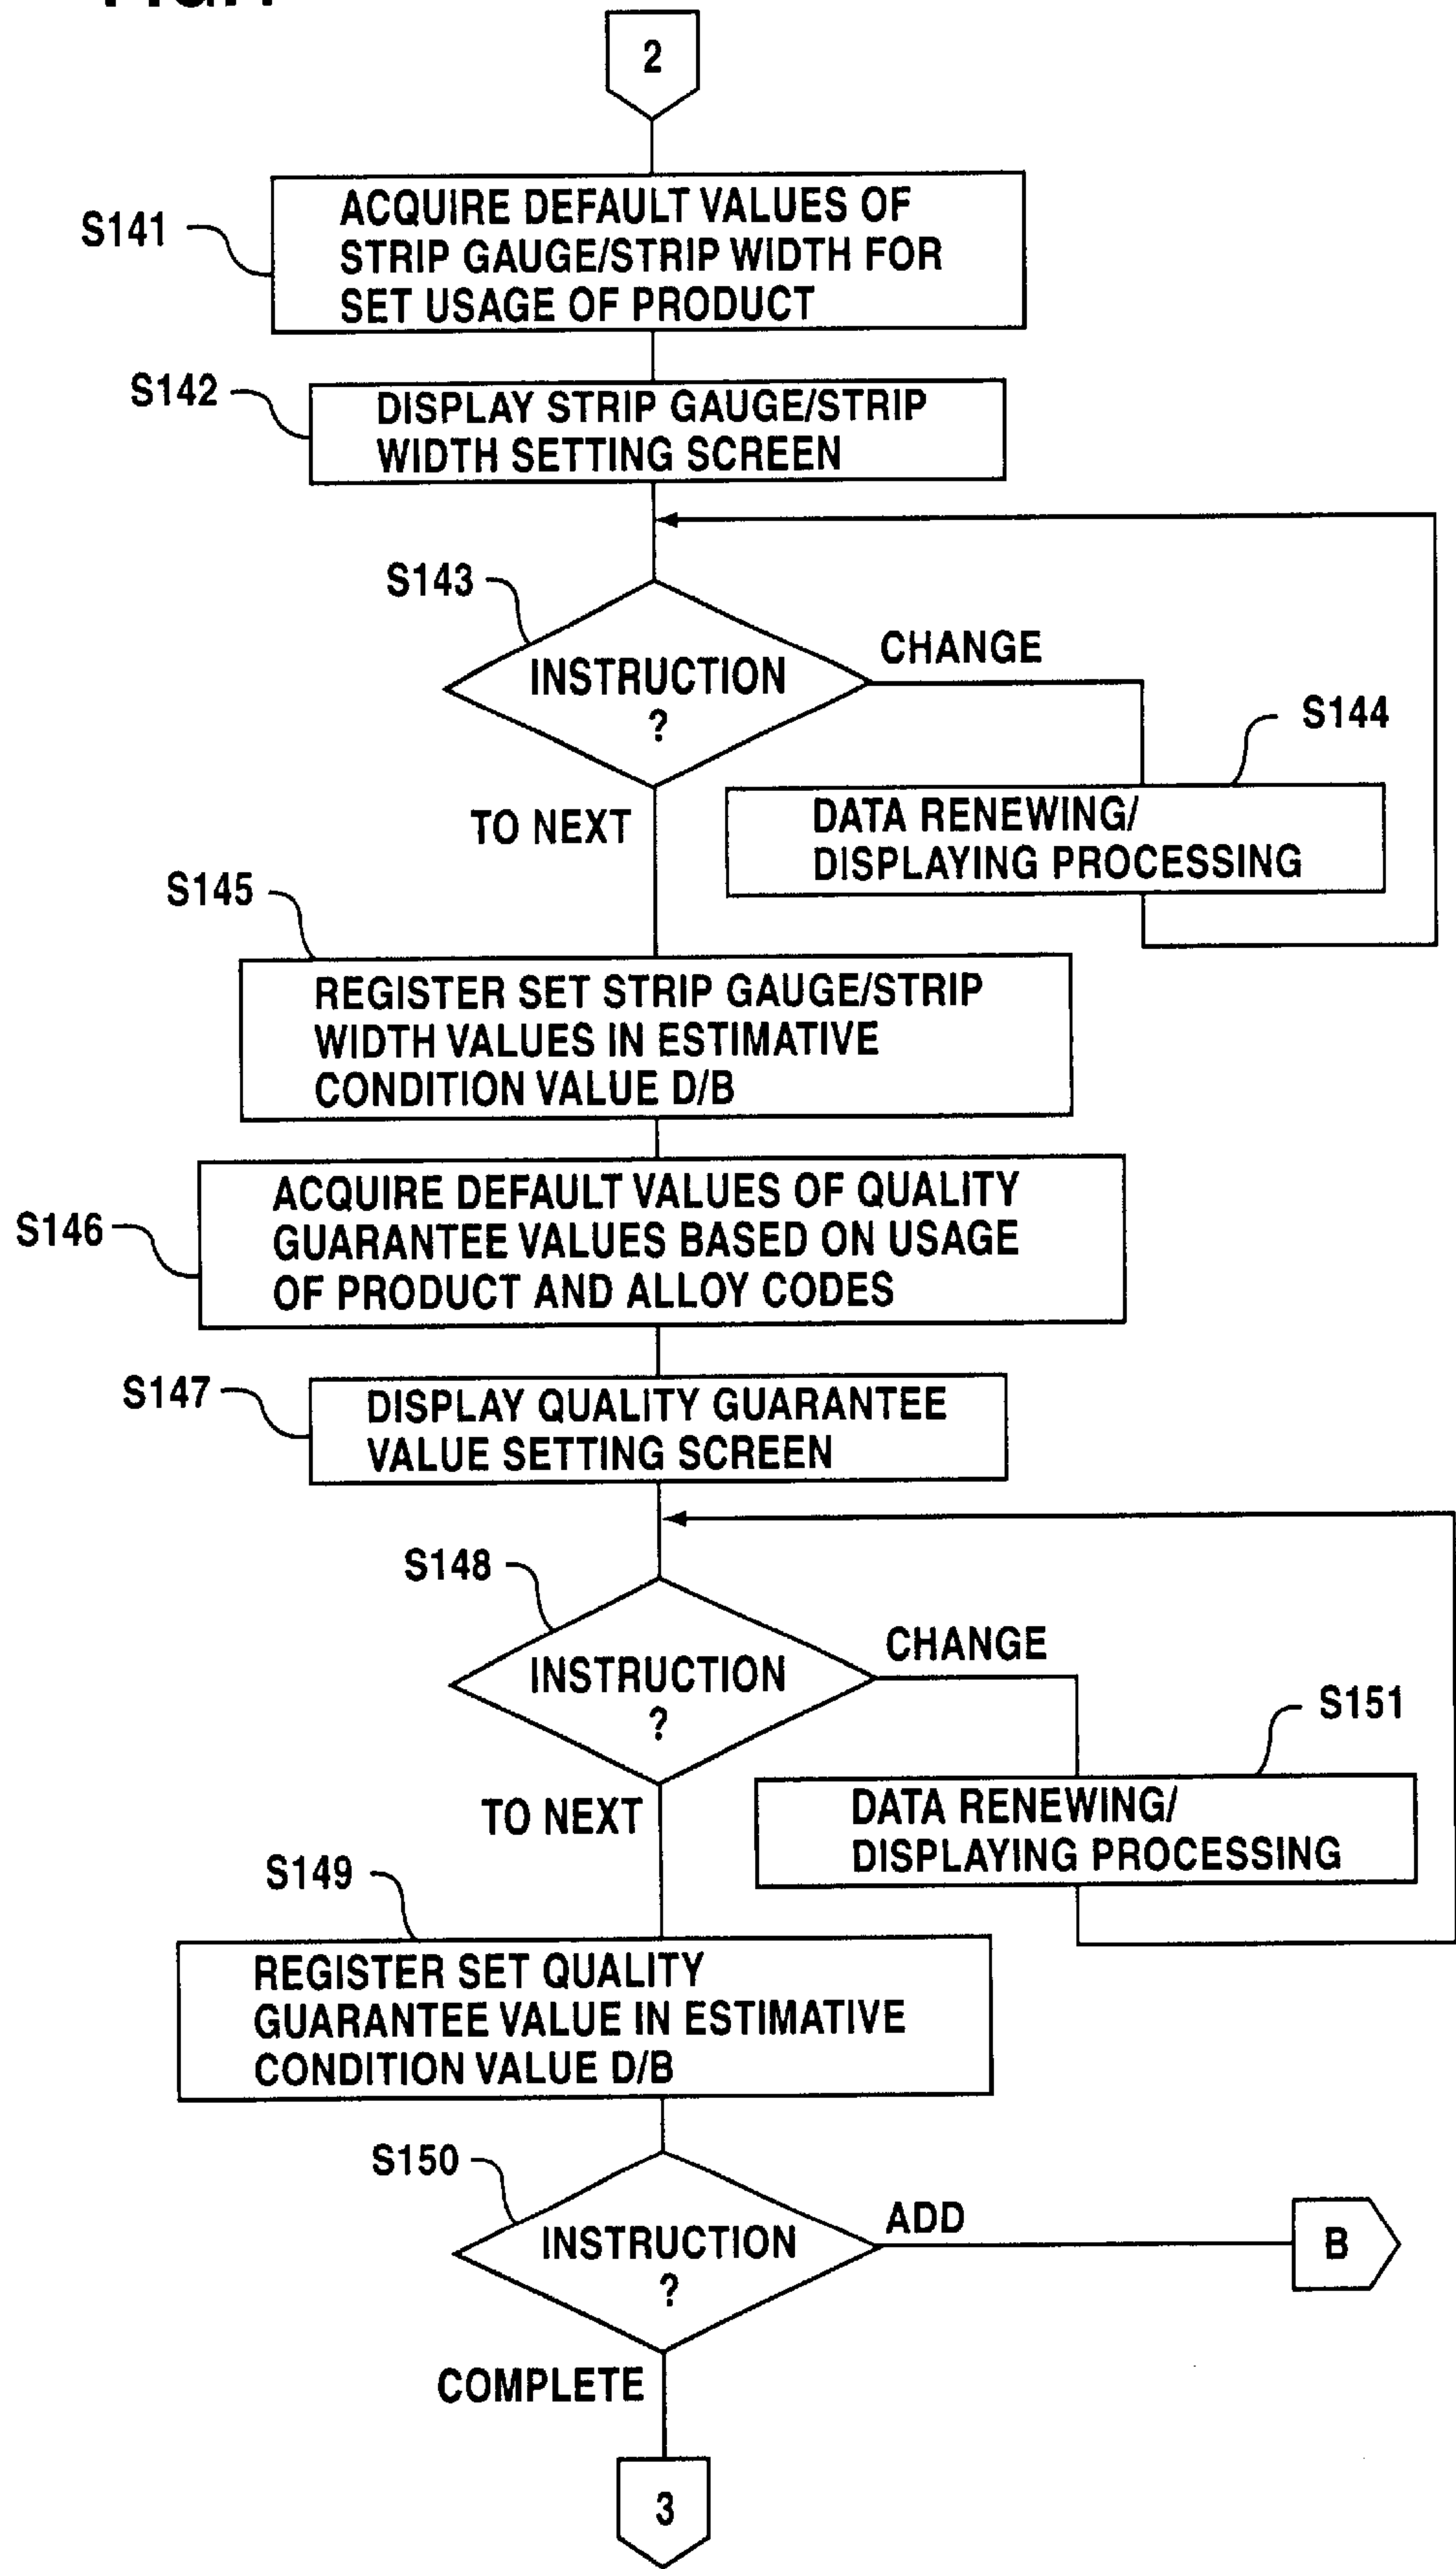 2
S141
ACQUIRE DEFAULT VALUES OF
STRIP GAUGE/STRIP WIDTH FOR
SET USAGE OF PRODUCT
S142
DISPLAY STRIP GAUGE/STRIP
WIDTH SETTING SCREEN
S143
INSTRUCTION
?
CHANGE
S144
DATA RENEWING/
DISPLAYING PROCESSING
TO NEXT
S145
REGISTER SET STRIP GAUGE/STRIP
WIDTH VALUES IN ESTIMATIVE
CONDITION VALUE D/B
S146
ACQUIRE DEFAULT VALUES OF QUALITY
GUARANTEE VALUES BASED ON USAGE
OF PRODUCT AND ALLOY CODES
S147
DISPLAY QUALITY GUARANTEE
VALUE SETTING SCREEN
S148
INSTRUCTION
?
CHANGE
S151
DATA RENEWING/
DISPLAYING PROCESSING
TO NEXT
S149
REGISTER SET QUALITY
GUARANTEE VALUE IN ESTIMATIVE
CONDITION VALUE D/B
S150
INSTRUCTION
?
ADD
B
COMPLETE
3